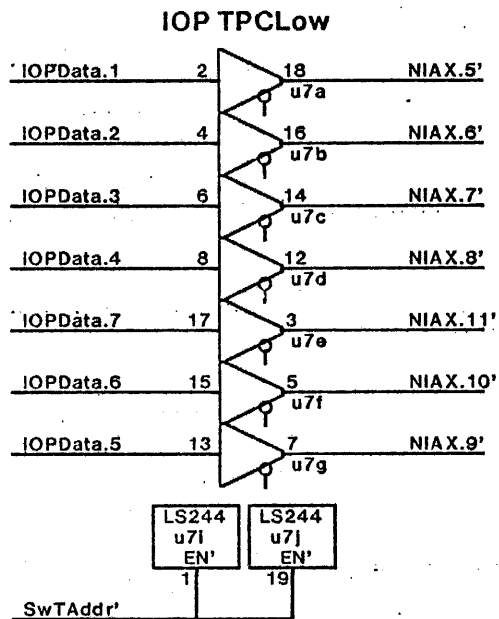 IOP TPCLow
IOPData.1 2 18 NIAX.5'
u7a
IOPData.2 4 16 NIAX.6'
u7b
IOPData.3 6 14 NIAX.7'
u7c
IOPData.4 8 12 NIAX.8'
u7d
IOPData.7 17 3 NIAX.11'
u7e
IOPData.6 15 5 NIAX.10'
u7f
IOPData.5 13 7 NIAX.9'
u7g
LS244 LS244
u7i u7j
EN' EN'
1 19
SwTAddr'